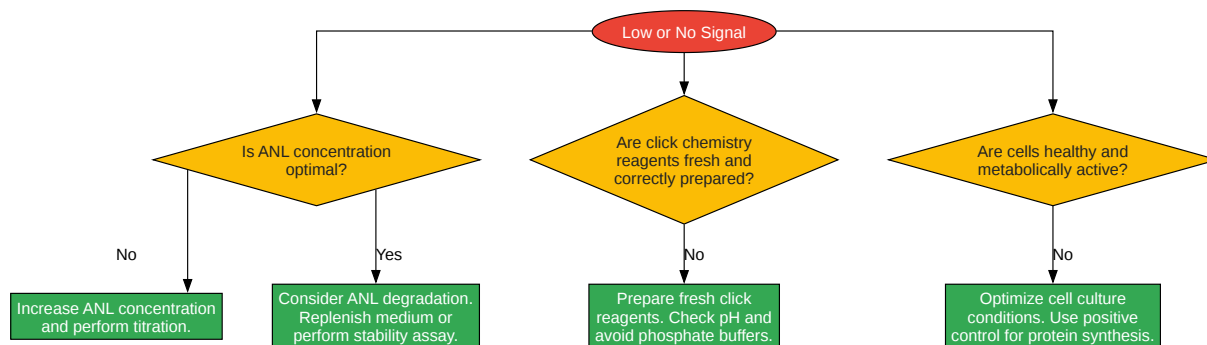 Low or No Signal
Is ANL concentration
optimal?
Are click chemistry
reagents fresh and
correctly prepared?
Are cells healthy and
metabolically active?
No
Yes
No
No
Increase ANL concentration
and perform titration.
Consider ANL degradation.
Replenish medium or
perform stability assay.
Prepare fresh click
reagents. Check pH and
avoid phosphate buffers.
Optimize cell culture
conditions. Use positive
control for protein synthesis.